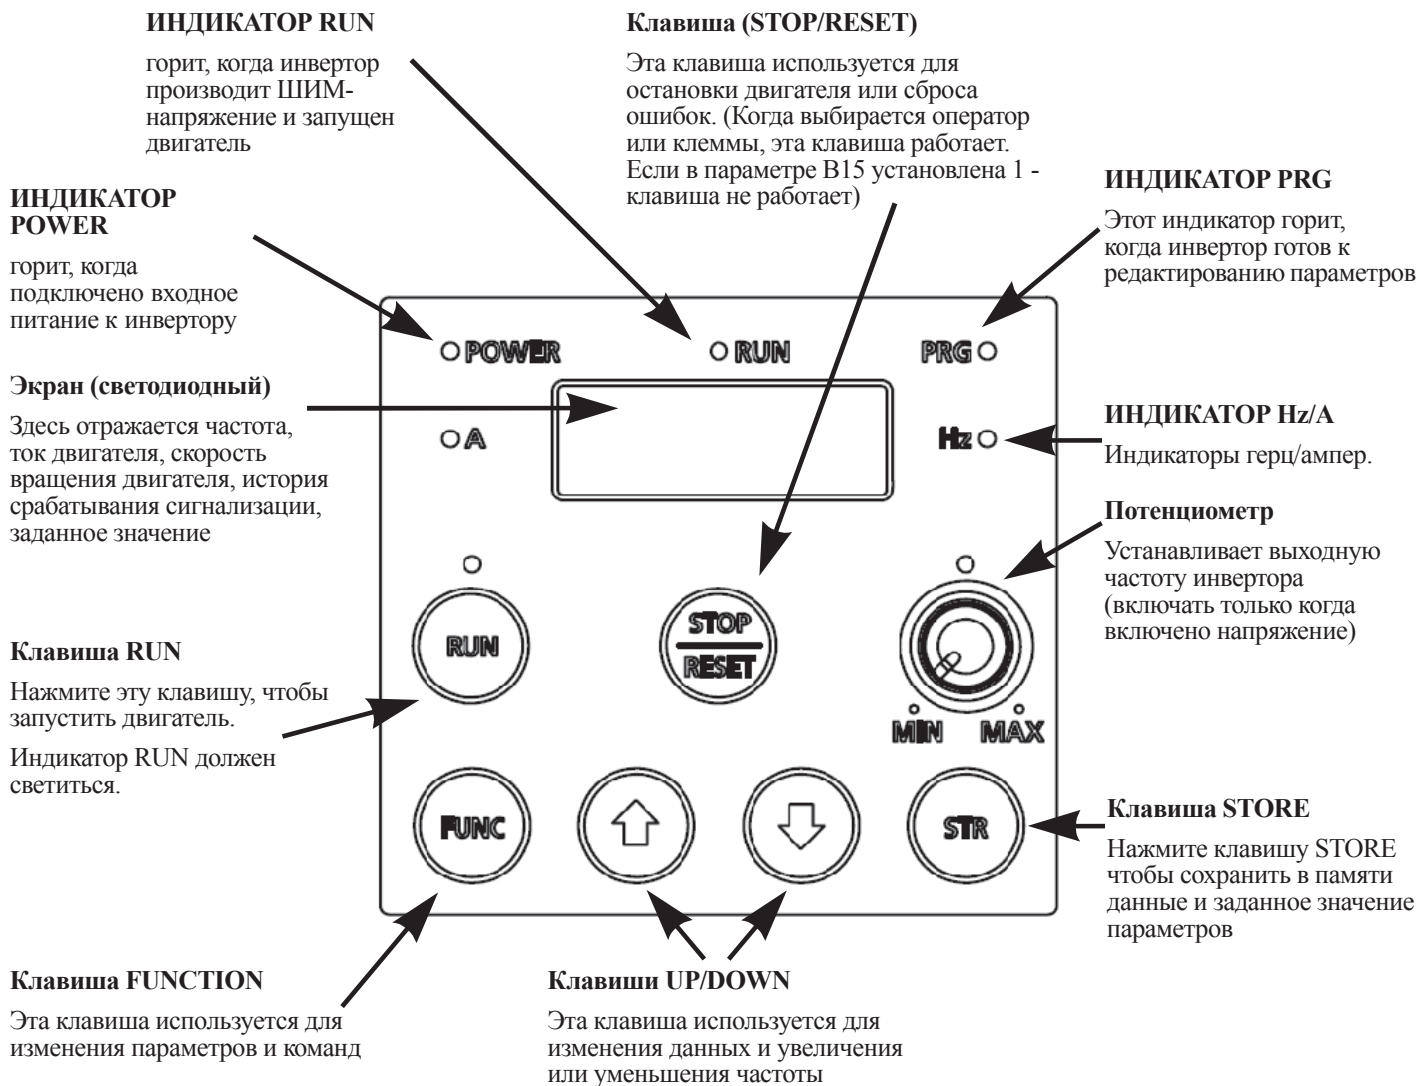 ИНДИКАТОР RUN
горит, когда инвертор
производит ШИМ-
напряжение и запущен
двигатель
Клавиша (STOP/RESET)
Эта клавиша используется для
остановки двигателя или сброса
ошибок. (Когда выбирается оператор
или клеммы, эта клавиша работает.
Если в параметре B15 установлена 1 -
клавиша не работает)
ИНДИКАТОР
POWER
горит, когда
подключено входное
питание к инвертору
ИНДИКАТОР PRG
Этот индикатор горит,
когда инвертор готов к
редактированию параметров
Экран (светодиодный)
Здесь отражается частота,
ток двигателя, скорость
вращения двигателя, история
срабатывания сигнализации,
заданное значение
ИНДИКАТОР Hz/A
Индикаторы герц/ампер.
Потенциометр
Устанавливает выходную
частоту инвертора
(включать только когда
включено напряжение)
Клавиша RUN
Нажмите эту клавишу, чтобы
запустить двигатель.
Индикатор RUN должен
светиться.
POWER
RUN
PRG
A
Hz
RUN
STOP
RESET
MIN MAX
FUNC
STR
Клавиша STORE
Нажмите клавишу STORE
чтобы сохранить в памяти
данные и заданное значение
параметров
Клавиша FUNCTION
Эта клавиша используется для
изменения параметров и команд
Клавиши UP/DOWN
Эта клавиша используется для
изменения данных и увеличения
или уменьшения частоты